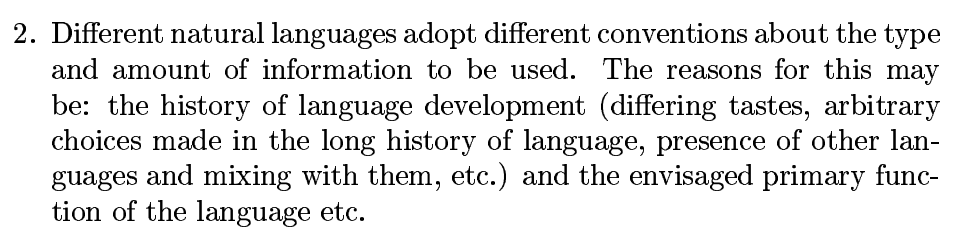 2. Different natural languages adopt different conventions about the type
and amount of information to be used. The reasons for this may
be: the history of language development (differing tastes, arbitrary
choices made in the long history of language, presence of other lan-
guages and mixing with them, etc.) and the envisaged primary func-
tion of the language etc.